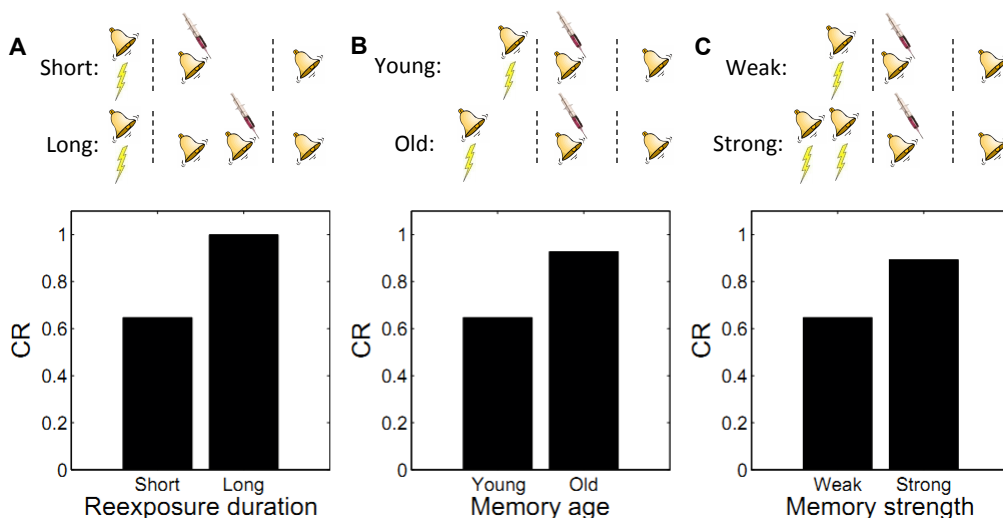 A
Short:
Long:
CR
1
0.8
0.6
0.4
0.2
0
Short Long
Reexposure duration
B
Young:
Old:
CR
1
0.8
0.6
0.4
0.2
0
Young Old
Memory age
C
Weak:
Strong:
CR
1
0.8
0.6
0.4
0.2
0
Weak Strong
Memory strength